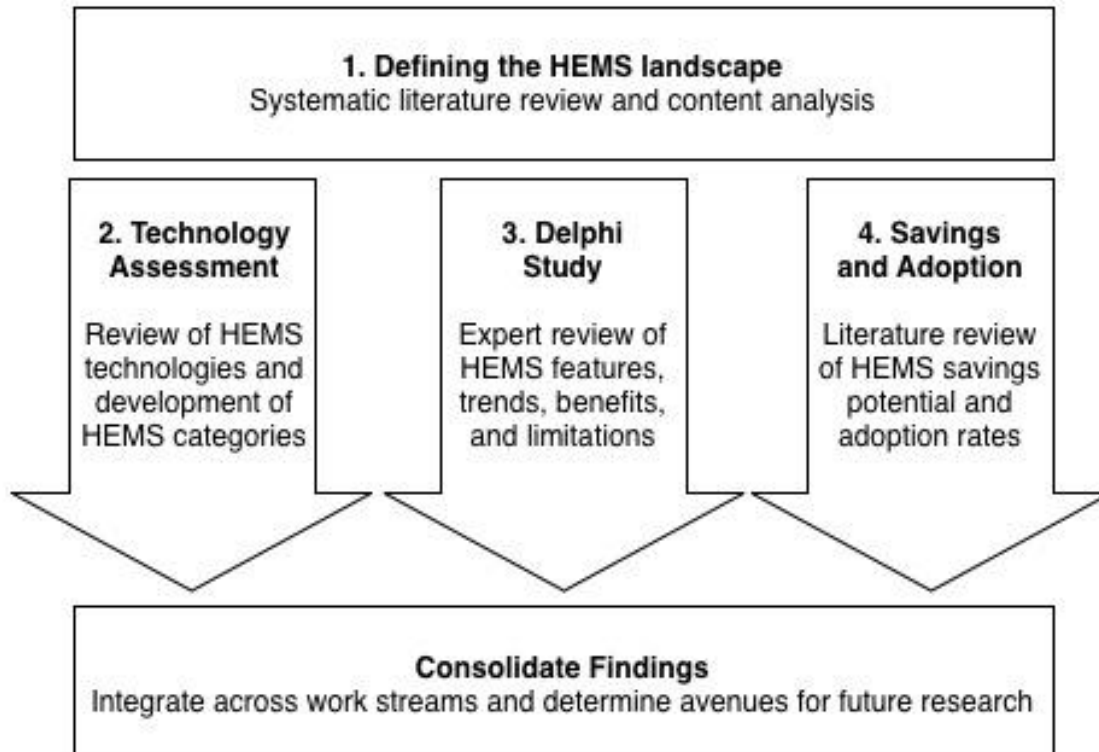 1. Defining the HEMS landscape
Systematic literature review and content analysis
2. Technology
Assessment
Review of HEMS
technologies and
development of
HEMS categories
3. Delphi
Study
Expert review of
HEMS features,
trends, benefits,
and limitations
4. Savings
and Adoption
Literature review
of HEMS savings
potential and
adoption rates
Consolidate Findings
Integrate across work streams and determine avenues for future research